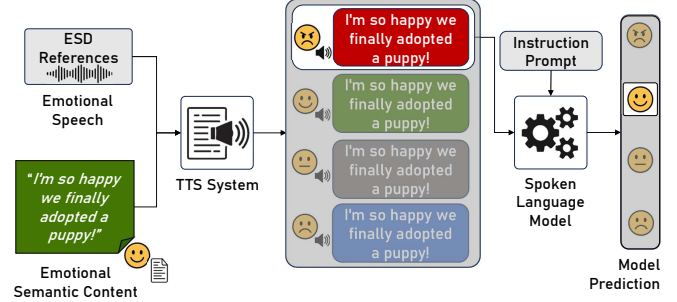 ESD
References
Emotional
Speech
"I'm so happy
we finally
adopted a
puppy!"
Emotional
Semantic Content
TTS System
I'm so happy we
finally adopted
a puppy!
I'm so happy we
finally adopted
a puppy!
I'm so happy we
finally adopted
a puppy!
I'm so happy we
finally adopted
a puppy!
Instruction
Prompt
Spoken
Language
Model
Model
Prediction